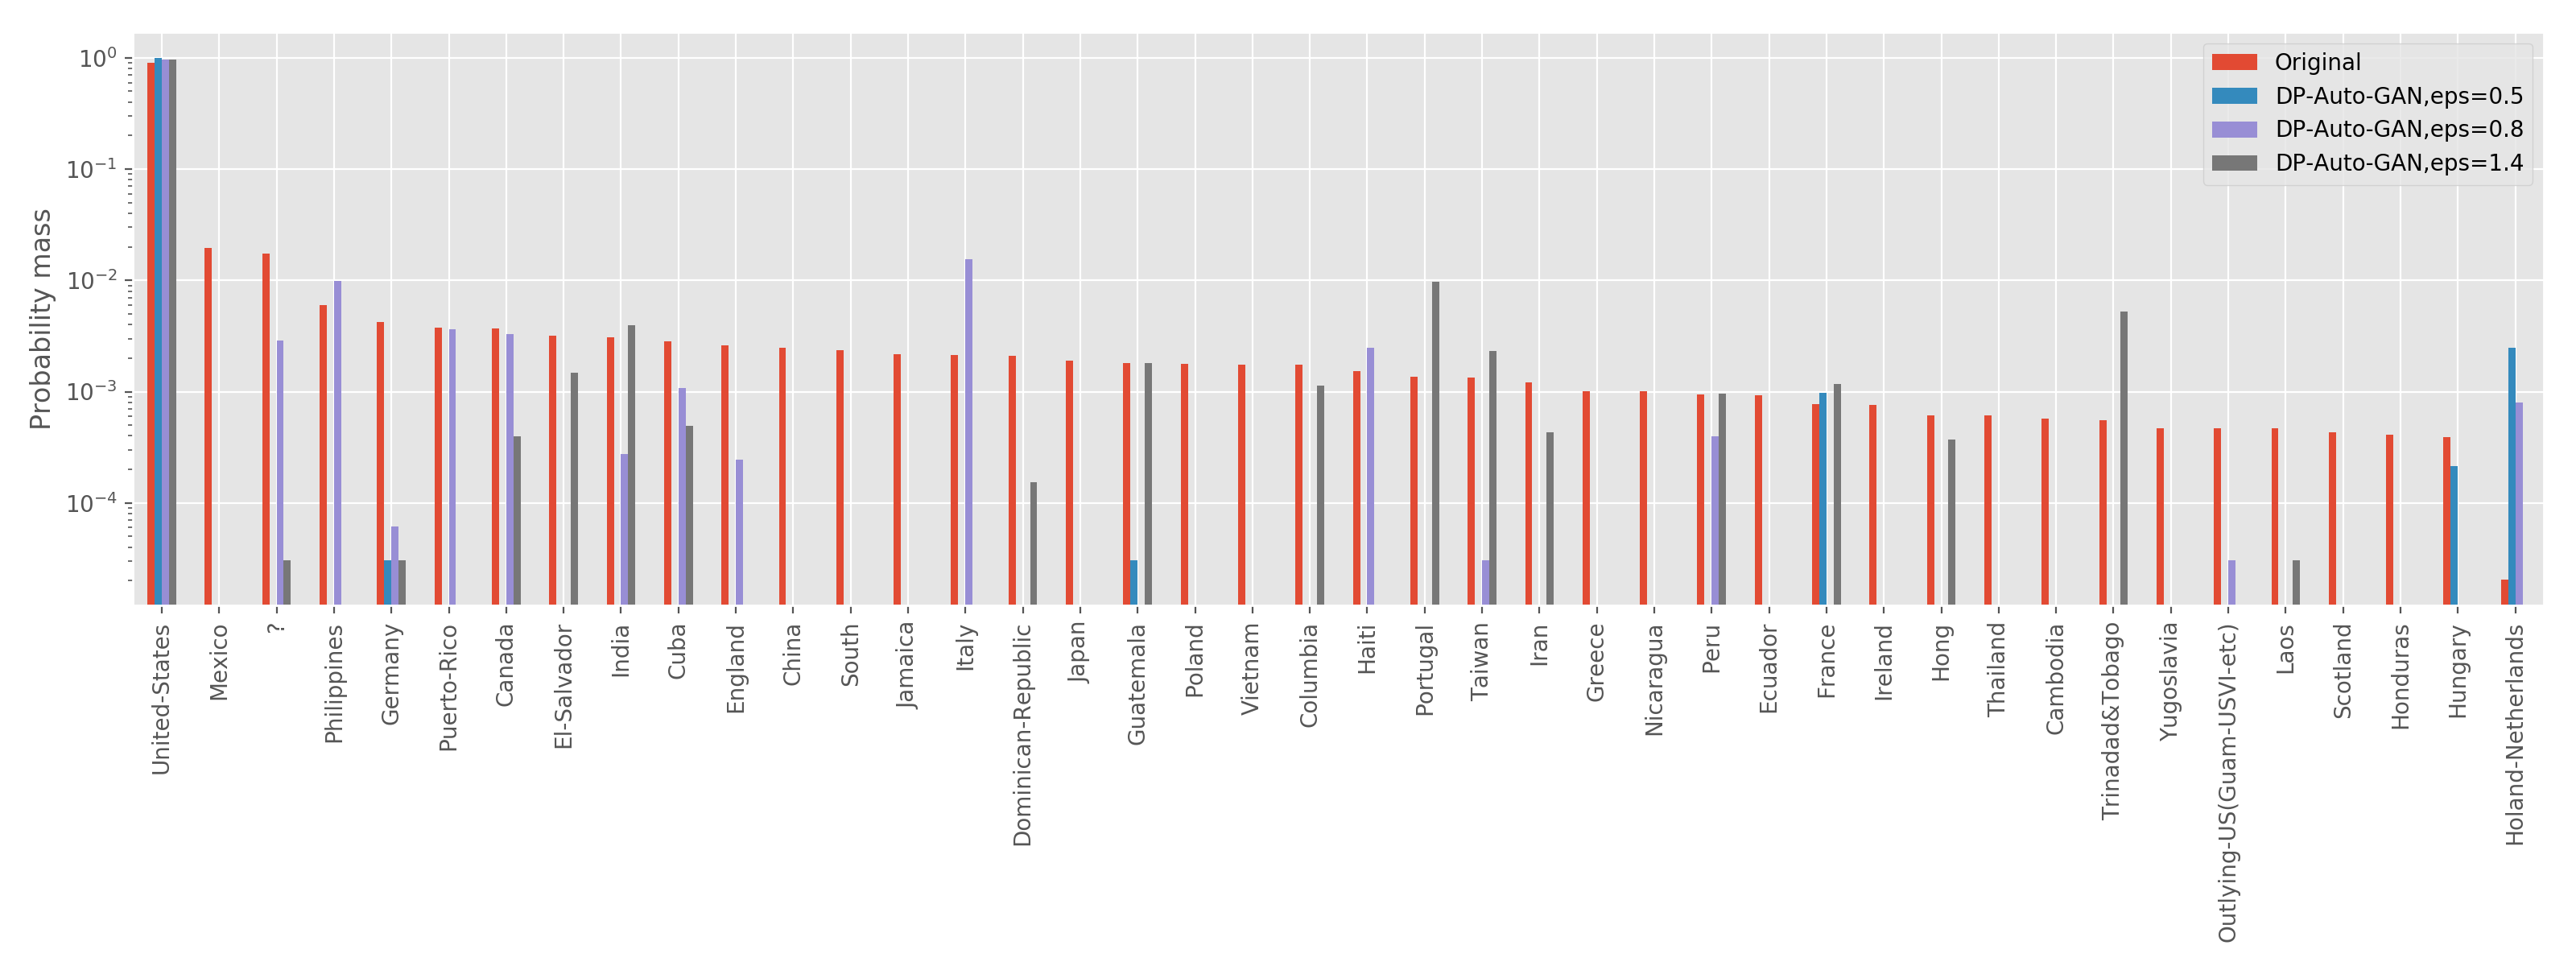 Original
DP-Auto-GAN,eps=0.5
DP-Auto-GAN,eps=0.8
DP-Auto-GAN,eps=1.4
Probability mass
10⁰
10⁻¹
10⁻²
10⁻³
10⁻⁴
United-States
Mexico
?
Philippines
Germany
Puerto-Rico
Canada
El-Salvador
India
Cuba
England
China
South
Jamaica
Italy
Dominican-Republic
Japan
Guatemala
Poland
Vietnam
Columbia
Haiti
Portugal
Taiwan
Iran
Greece
Nicaragua
Peru
Ecuador
France
Ireland
Hong
Thailand
Cambodia
Trinadad&Tobago
Yugoslavia
Outlying-US(Guam-USVI-etc)
Laos
Scotland
Honduras
Hungary
Holand-Netherlands